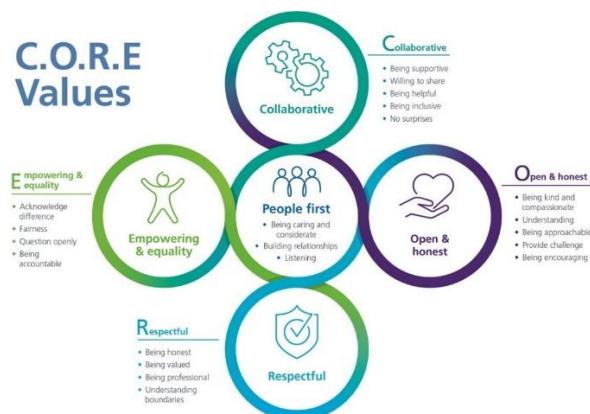 C.O.R.E
Values
Collaborative
Collaborative
• Being supportive
• Willing to share
• Being helpful
• Being inclusive
• No surprises
Empowering &
equality
• Acknowledge
difference
• Fairness
• Question openly
• Being
accountable
Empowering
& equality
People first
• Being caring and
considerate
• Building relationships
• Listening
Open &
honest
Open & honest
• Being kind and
compassionate
• Understanding
• Being approachable
• Provide challenge
• Being encouraging
Respectful
• Being honest
• Being valued
• Being professional
• Understanding
boundaries
Respectful